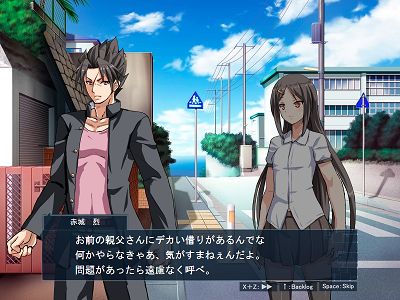 赤城 烈
お前の親父さんにデカい借りがあるんでな
何かやらなきゃあ、気がすまねぇんだよ。
問題があったら遠慮なく呼べ。
X+Z: ▶▶ | ↑:Backlog | Space:Skip